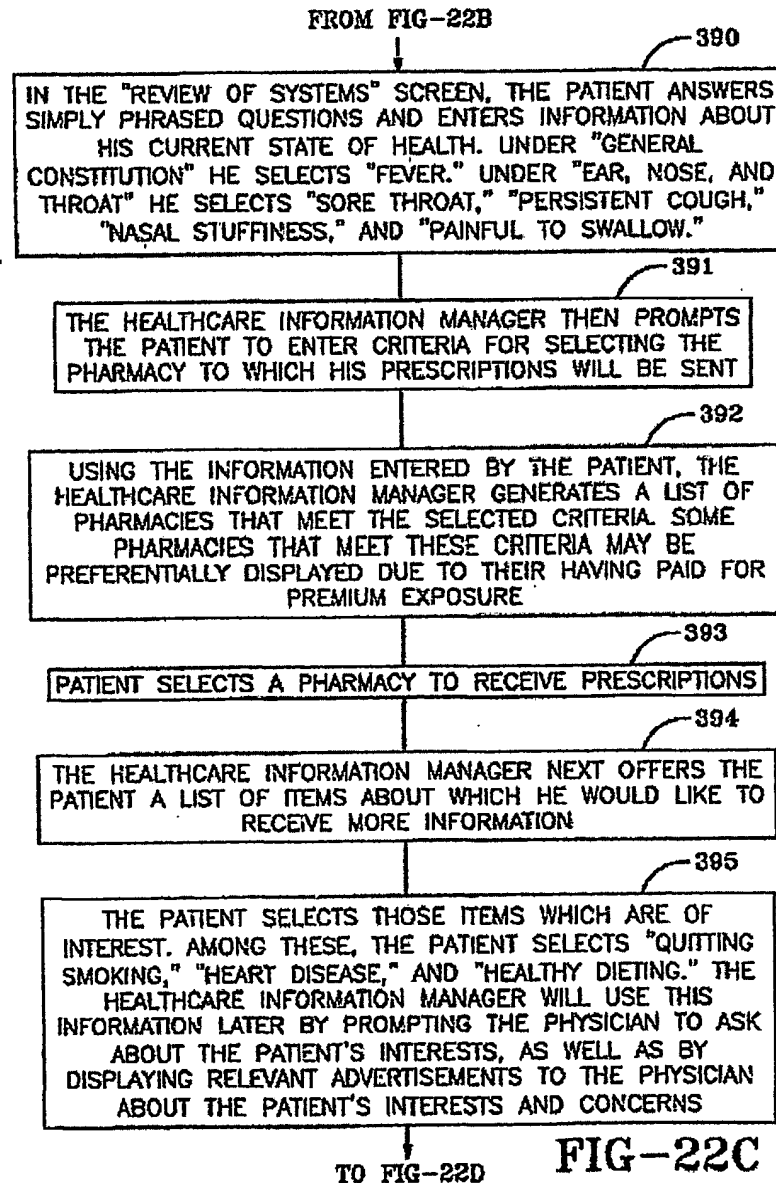 FROM FIG-22B
390
IN THE "REVIEW OF SYSTEMS" SCREEN, THE PATIENT ANSWERS
SIMPLY PHRASED QUESTIONS AND ENTERS INFORMATION ABOUT
HIS CURRENT STATE OF HEALTH. UNDER "GENERAL
CONSTITUTION" HE SELECTS "FEVER." UNDER "EAR, NOSE, AND
THROAT" HE SELECTS "SORE THROAT," "PERSISTENT COUGH,"
"NASAL STUFFINESS," AND "PAINFUL TO SWALLOW."
391
THE HEALTHCARE INFORMATION MANAGER THEN PROMPTS
THE PATIENT TO ENTER CRITERIA FOR SELECTING THE
PHARMACY TO WHICH HIS PRESCRIPTIONS WILL BE SENT
392
USING THE INFORMATION ENTERED BY THE PATIENT, THE
HEALTHCARE INFORMATION MANAGER GENERATES A LIST OF
PHARMACIES THAT MEET THE SELECTED CRITERIA. SOME
PHARMACIES THAT MEET THESE CRITERIA MAY BE
PREFERENTIALLY DISPLAYED DUE TO THEIR HAVING PAID FOR
PREMIUM EXPOSURE
393
PATIENT SELECTS A PHARMACY TO RECEIVE PRESCRIPTIONS
394
THE HEALTHCARE INFORMATION MANAGER NEXT OFFERS THE
PATIENT A LIST OF ITEMS ABOUT WHICH HE WOULD LIKE TO
RECEIVE MORE INFORMATION
395
THE PATIENT SELECTS THOSE ITEMS WHICH ARE OF
INTEREST. AMONG THESE, THE PATIENT SELECTS "QUITTING
SMOKING," "HEART DISEASE," AND "HEALTHY DIETING." THE
HEALTHCARE INFORMATION MANAGER WILL USE THIS
INFORMATION LATER BY PROMPTING THE PHYSICIAN TO ASK
ABOUT THE PATIENT'S INTERESTS, AS WELL AS BY
DISPLAYING RELEVANT ADVERTISEMENTS TO THE PHYSICIAN
ABOUT THE PATIENT'S INTERESTS AND CONCERNS
TO FIG-22D
FIG-22C